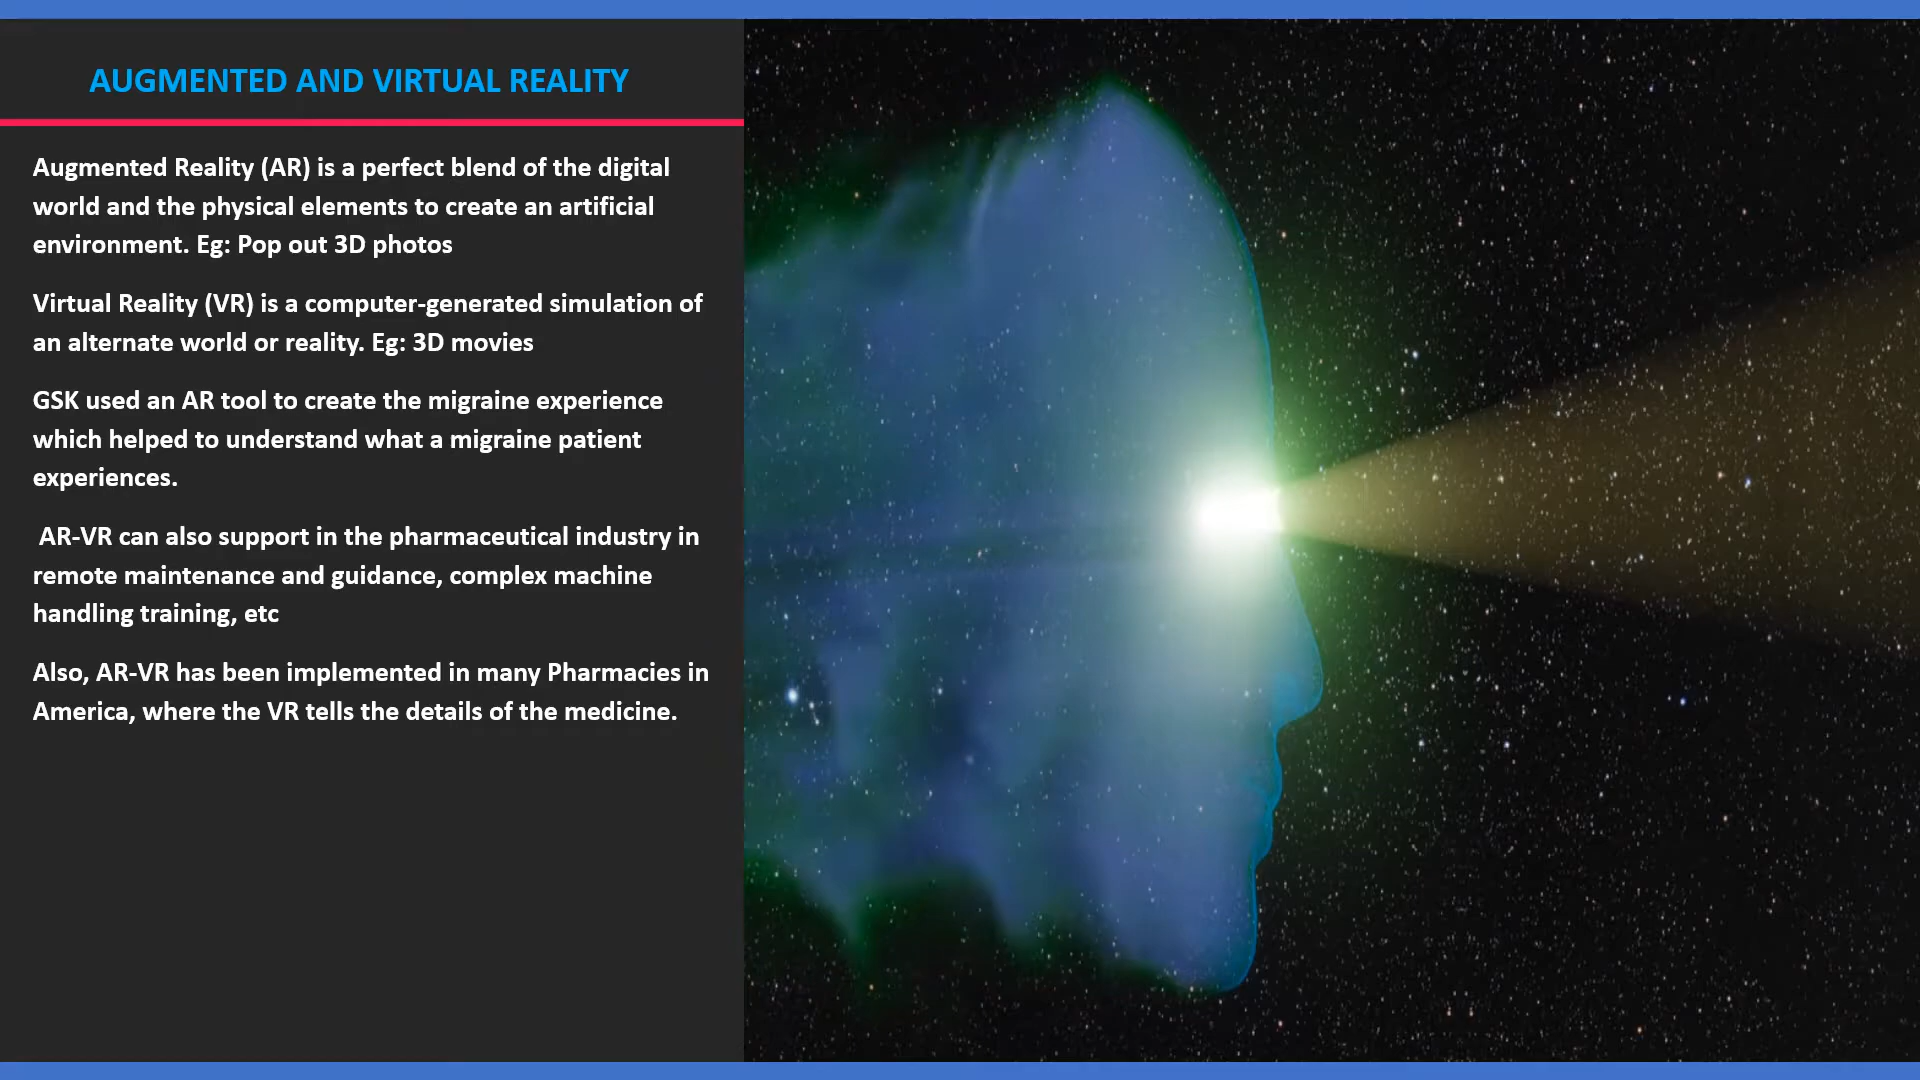 AUGMENTED AND VIRTUAL REALITY
Augmented Reality (AR) is a perfect blend of the digital
world and the physical elements to create an artificial
environment. Eg: Pop out 3D photos
Virtual Reality (VR) is a computer-generated simulation of
an alternate world or reality. Eg: 3D movies
GSK used an AR tool to create the migraine experience
which helped to understand what a migraine patient
experiences.
AR-VR can also support in the pharmaceutical industry in
remote maintenance and guidance, complex machine
handling training, etc
Also, AR-VR has been implemented in many Pharmacies in
America, where the VR tells the details of the medicine.